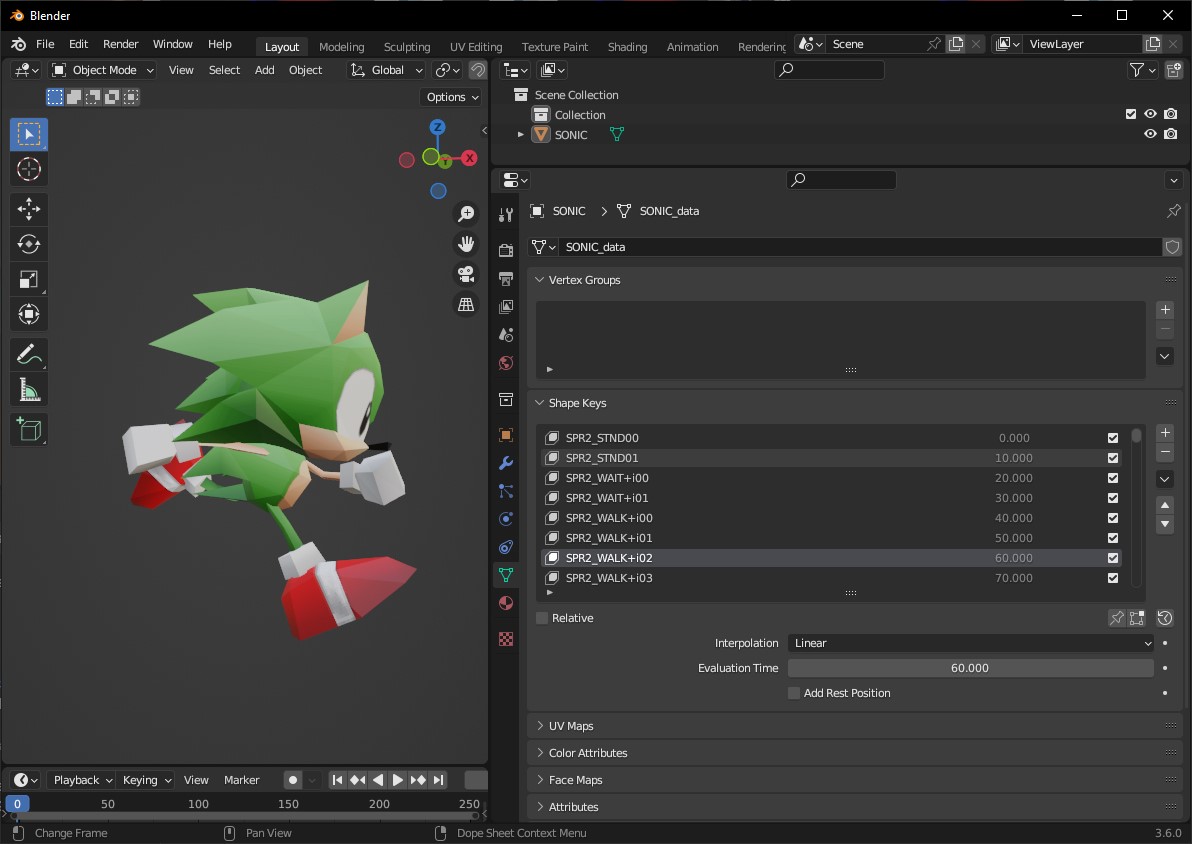 Blender
File Edit Render Window Help Layout Modeling Sculpting UV Editing Texture Paint Shading Animation Rendering Scene ViewLayer
Object Mode View Select Add Object Global
Options
Z
X
Y
Scene Collection
Collection
SONIC
SONIC SONIC_data
SONIC_data
Vertex Groups
Shape Keys
SPR2_STND00 0.000
SPR2_STND01 10.000
SPR2_WAIT+i00 20.000
SPR2_WAIT+i01 30.000
SPR2_WALK+i00 40.000
SPR2_WALK+i01 50.000
SPR2_WALK+i02 60.000
SPR2_WALK+i03 70.000
Relative
Interpolation Linear
Evaluation Time 60.000
Add Rest Position
UV Maps
Color Attributes
Face Maps
Attributes
Playback Keying View Marker
0 50 100 150 200 250
Change Frame Pan View Dope Sheet Context Menu 3.6.0